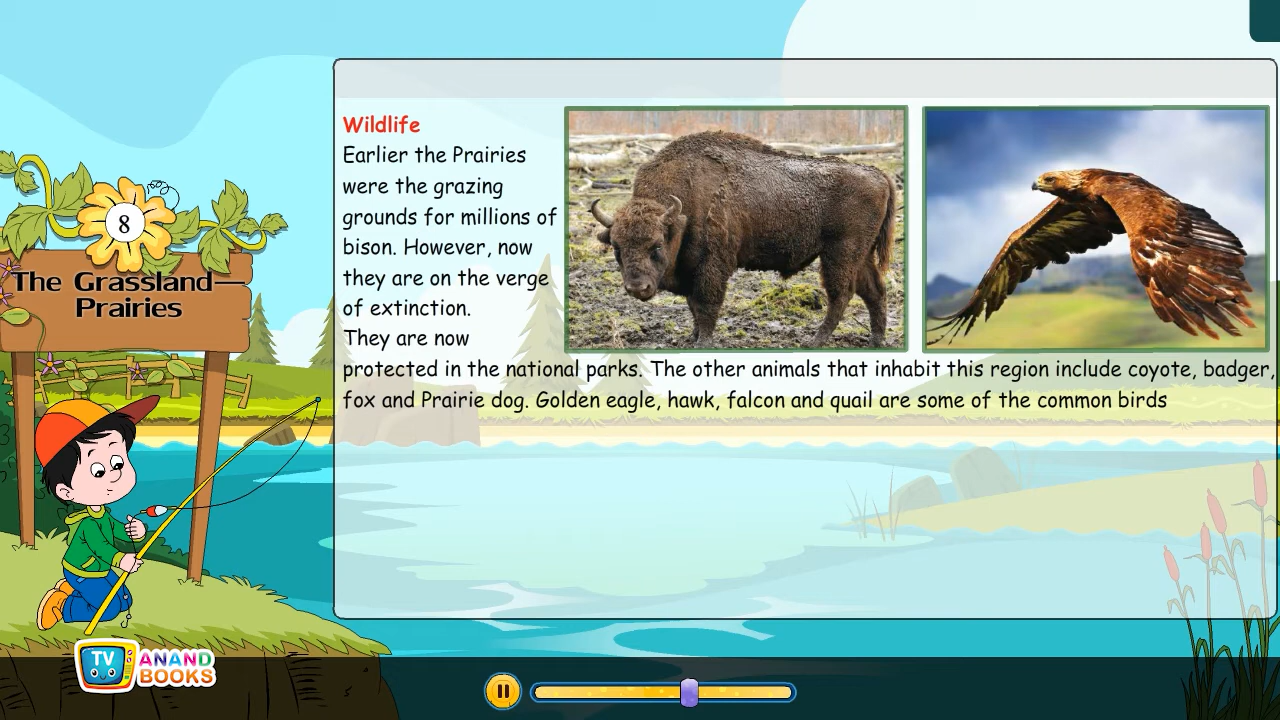 8
The Grassland—
Prairies
Wildlife
Earlier the Prairies
were the grazing
grounds for millions of
bison. However, now
they are on the verge
of extinction.
They are now
protected in the national parks. The other animals that inhabit this region include coyote, badger,
fox and Prairie dog. Golden eagle, hawk, falcon and quail are some of the common birds
TV
ANAND
BOOKS